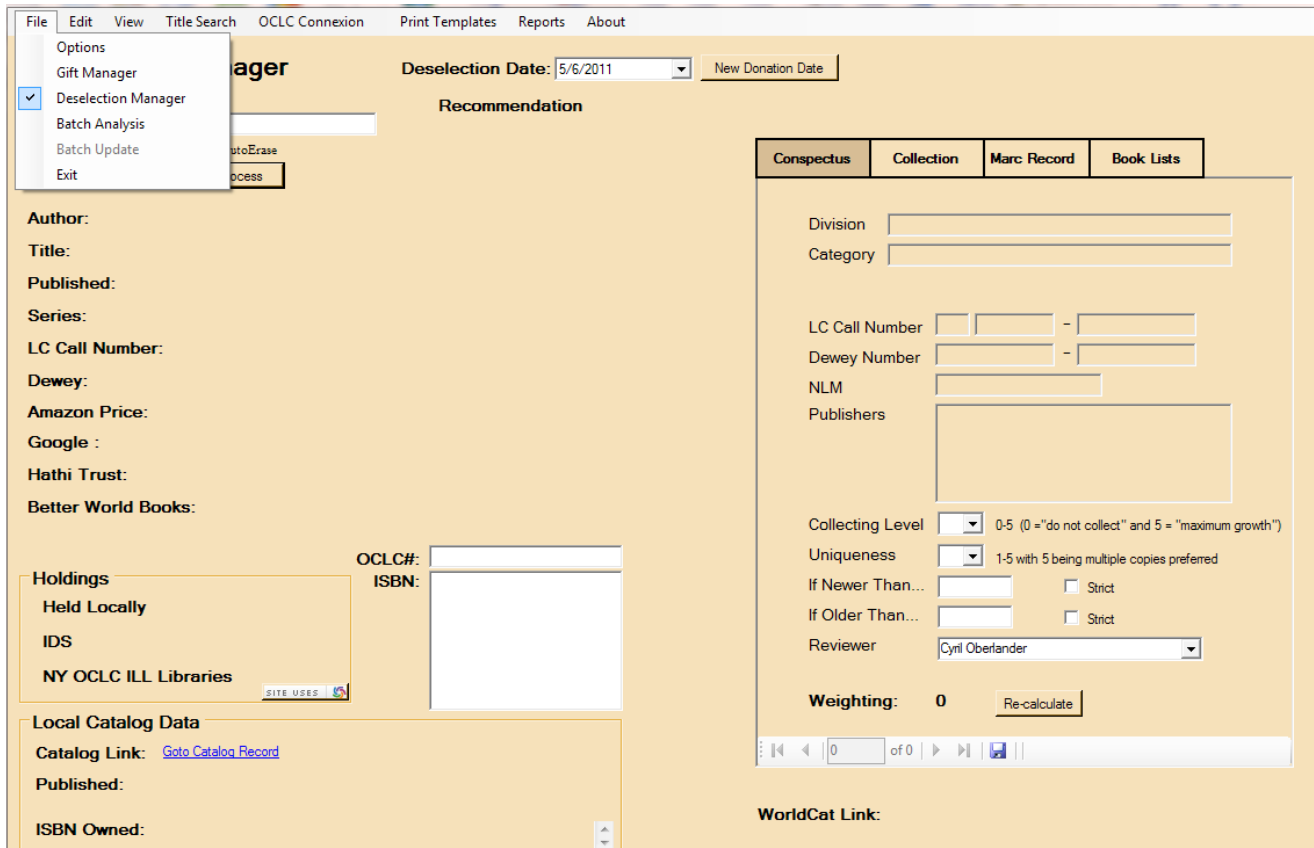 File Edit View Title Search OCLC Connexion Print Templates Reports About
Options
Gift Manager
Deselection Manager
Batch Analysis
Batch Update
Exit
nager
Deselection Date: 5/6/2011 New Donation Date
Recommendation
utoErase
ocess
Author:
Title:
Published:
Series:
LC Call Number:
Dewey:
Amazon Price:
Google :
Hathi Trust:
Better World Books:
OCLC#:
ISBN:
Holdings
Held Locally
IDS
NY OCLC ILL Libraries
SITE USES
Local Catalog Data
Catalog Link: Goto Catalog Record
Published:
ISBN Owned:
Conspectus Collection Marc Record Book Lists
Division
Category
LC Call Number -
Dewey Number -
NLM
Publishers
Collecting Level 0-5 (0 ="do not collect" and 5 = "maximum growth")
Uniqueness 1-5 with 5 being multiple copies preferred
If Newer Than... Strict
If Older Than... Strict
Reviewer Cyril Oberlander
Weighting: 0 Re-calculate
0 of 0
WorldCat Link: